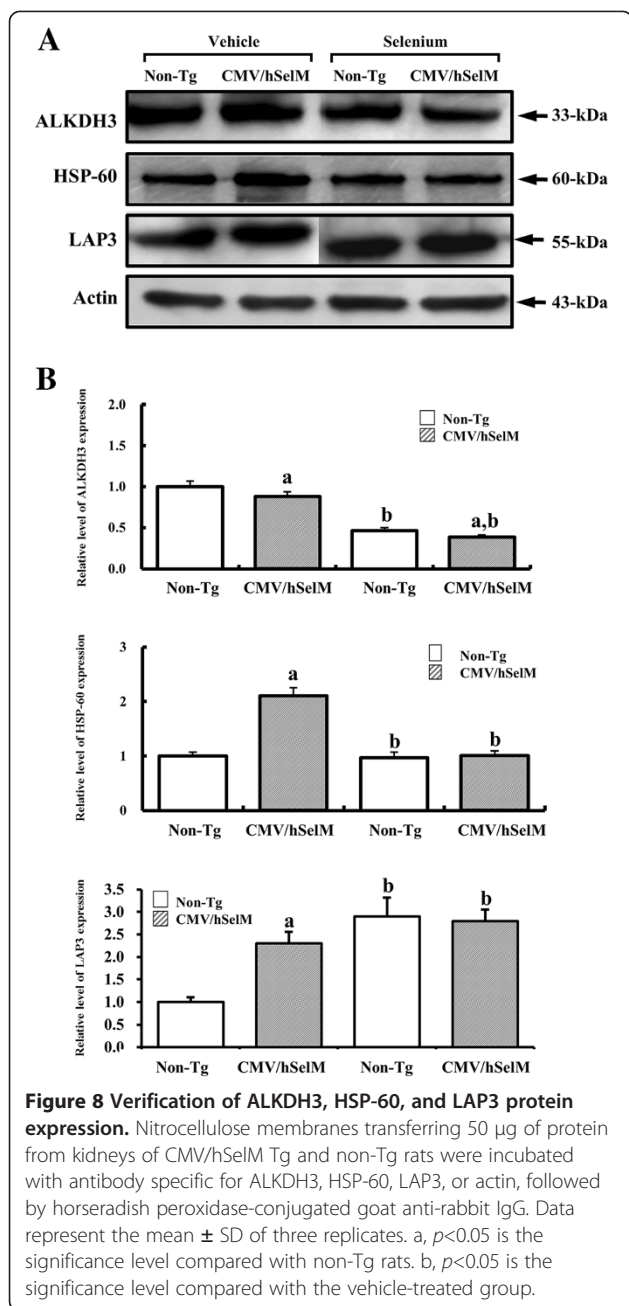 A
Vehicle Selenium
Non-Tg CMV/hSelM Non-Tg CMV/hSelM
ALKDH3 33-kDa
HSP-60 60-kDa
LAP3 55-kDa
Actin 43-kDa
B
Relative level of ALKDH3 expression
2.0
1.5
1.0
0.5
0.0
Non-Tg
CMV/hSelM
a
b
a,b
Non-Tg CMV/hSelM Non-Tg CMV/hSelM
Relative level of HSP-60 expression
3
2
1
0
Non-Tg
CMV/hSelM
a
b
b
Non-Tg CMV/hSelM Non-Tg CMV/hSelM
Relative level of LAP3 expression
3.5
3.0
2.5
2.0
1.5
1.0
0.5
0.0
Non-Tg
CMV/hSelM
a
b
b
Non-Tg CMV/hSelM Non-Tg CMV/hSelM
Figure 8 Verification of ALKDH3, HSP-60, and LAP3 protein
expression. Nitrocellulose membranes transferring 50 μg of protein
from kidneys of CMV/hSelM Tg and non-Tg rats were incubated
with antibody specific for ALKDH3, HSP-60, LAP3, or actin, followed
by horseradish peroxidase-conjugated goat anti-rabbit IgG. Data
represent the mean ± SD of three replicates. a, p<0.05 is the
significance level compared with non-Tg rats. b, p<0.05 is the
significance level compared with the vehicle-treated group.